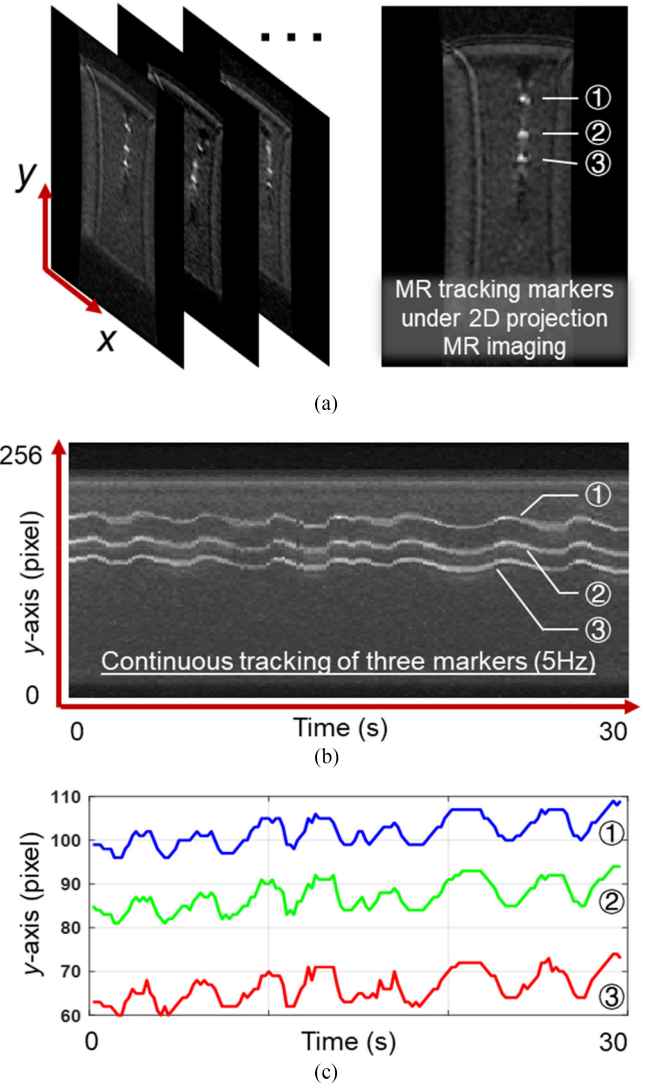 ...
y
x
①
②
③
MR tracking markers
under 2D projection
MR imaging
(a)
256
y-axis (pixel)
0
①
②
③
Continuous tracking of three markers (5Hz)
0
Time (s)
30
(b)
110
100
90
80
70
60
y-axis (pixel)
①
②
③
0
Time (s)
30
(c)